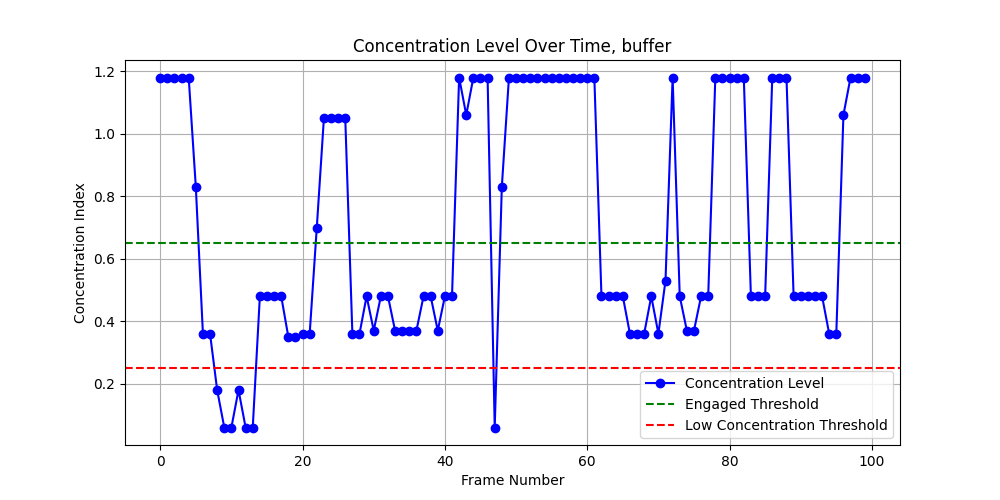 Concentration Level Over Time, buffer
Concentration Index
1.2
1.0
0.8
0.6
0.4
0.2
Concentration Level
Engaged Threshold
Low Concentration Threshold
0
20
40
60
80
100
Frame Number